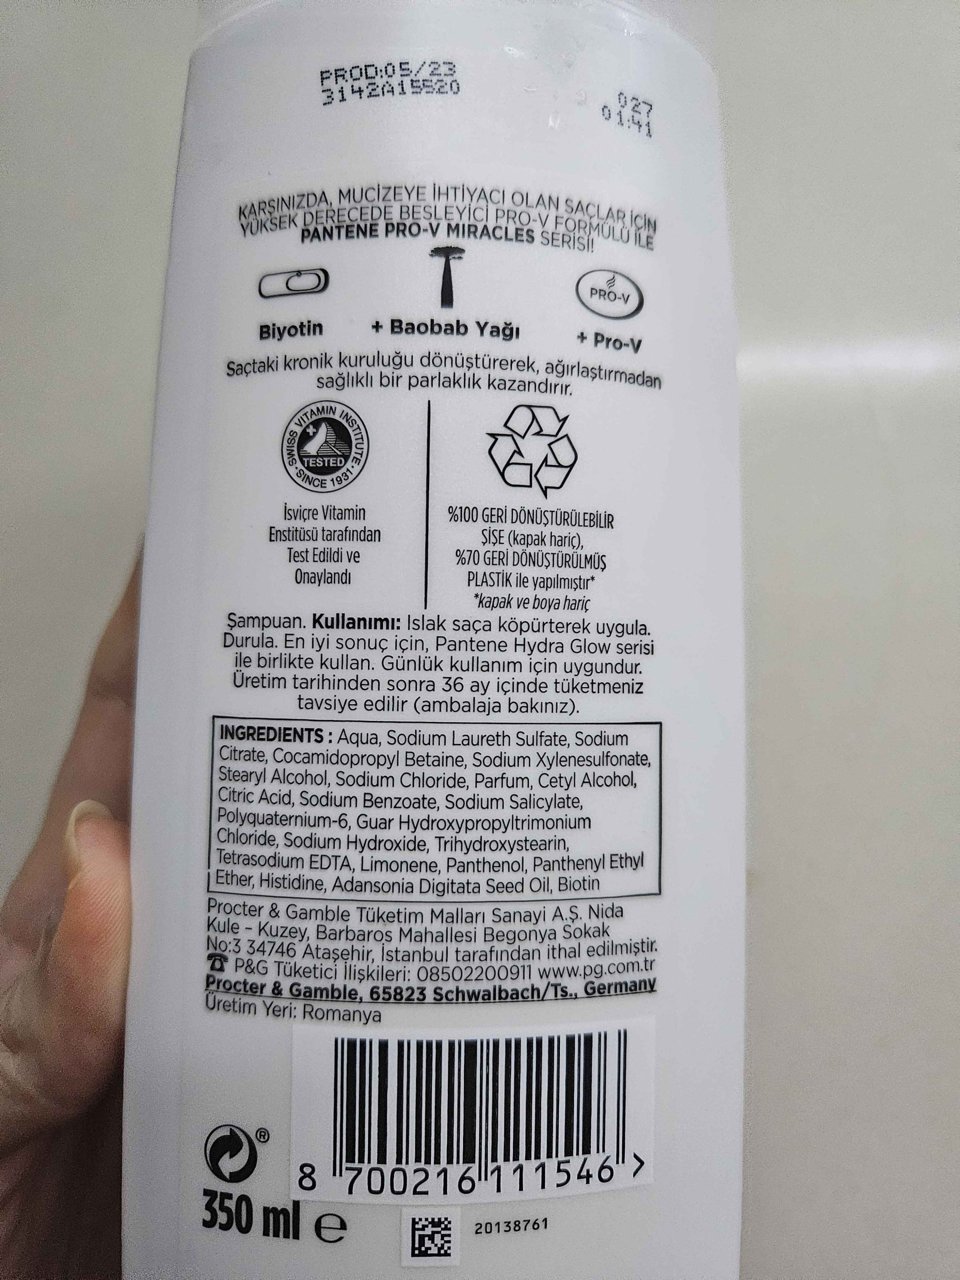 PROD:05/23
3142A15520
027
01:41
KARŞINIZDA, MUCİZEYE İHTİYACI OLAN SAÇLAR İÇİN
YÜKSEK DERECEDE BESLEYİCİ PRO-V FORMÜLÜ İLE
PANTENE PRO-V MIRACLES SERİSİ!
PRO-V
Biyotin + Baobab Yağı + Pro-V
Saçtaki kronik kuruluğu dönüştürerek, ağırlaştırmadan
sağlıklı bir parlaklık kazandırır.
SWISS VITAMIN INSTITUTE
TESTED
SINCE 1931
İsviçre Vitamin
Enstitüsü tarafından
Test Edildi ve
Onaylandı
%100 GERİ DÖNÜŞTÜRÜLEBİLİR
ŞİŞE (kapak hariç),
%70 GERİ DÖNÜŞTÜRÜLMÜŞ
PLASTİK ile yapılmıştır*
*kapak ve boya hariç
Şampuan. Kullanımı: Islak saça köpürterek uygula.
Durula. En iyi sonuç için, Pantene Hydra Glow serisi
ile birlikte kullan. Günlük kullanım için uygundur.
Üretim tarihinden sonra 36 ay içinde tüketmeniz
tavsiye edilir (ambalaja bakınız).
INGREDIENTS : Aqua, Sodium Laureth Sulfate, Sodium
Citrate, Cocamidopropyl Betaine, Sodium Xylenesulfonate,
Stearyl Alcohol, Sodium Chloride, Parfum, Cetyl Alcohol,
Citric Acid, Sodium Benzoate, Sodium Salicylate,
Polyquaternium-6, Guar Hydroxypropyltrimonium
Chloride, Sodium Hydroxide, Trihydroxystearin,
Tetrasodium EDTA, Limonene, Panthenol, Panthenyl Ethyl
Ether, Histidine, Adansonia Digitata Seed Oil, Biotin
Procter & Gamble Tüketim Malları Sanayi A.Ş. Nida
Kule - Kuzey, Barbaros Mahallesi Begonya Sokak
No:3 34746 Ataşehir, İstanbul tarafından ithal edilmiştir.
☎ P&G Tüketici İlişkileri: 08502200911 www.pg.com.tr
Procter & Gamble, 65823 Schwalbach/Ts., Germany
Üretim Yeri: Romanya
®
8 700216 111546 >
350 ml ℮
20138761